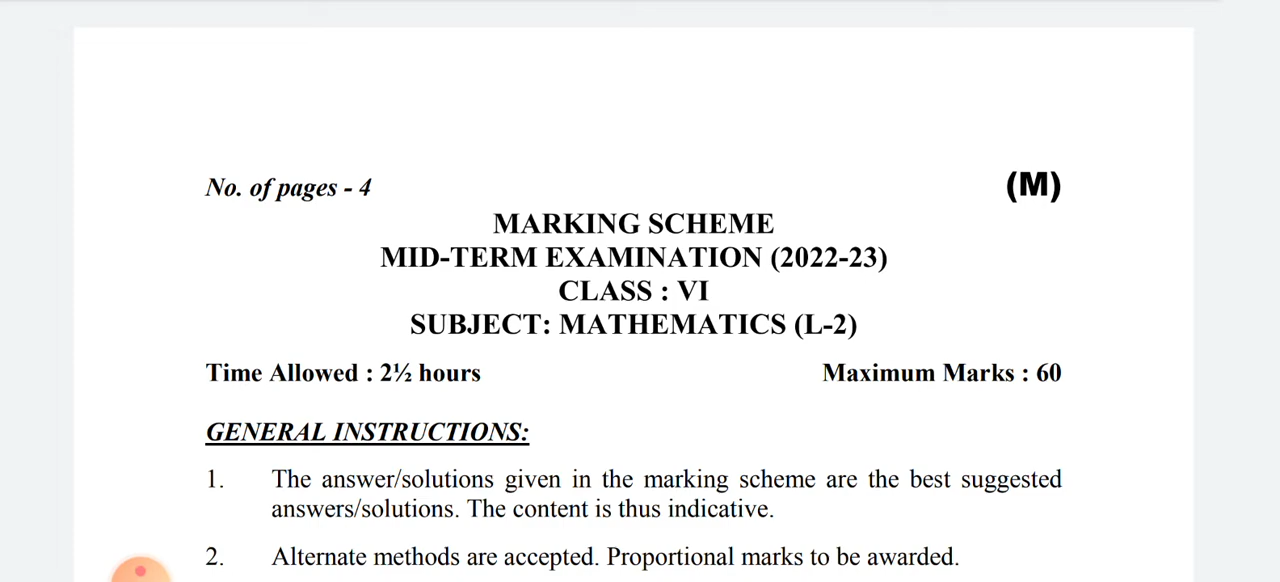 No. of pages - 4
(M)
MARKING SCHEME
MID-TERM EXAMINATION (2022-23)
CLASS : VI
SUBJECT: MATHEMATICS (L-2)
Time Allowed : 2½ hours
Maximum Marks : 60
GENERAL INSTRUCTIONS:
1. The answer/solutions given in the marking scheme are the best suggested
answers/solutions. The content is thus indicative.
2. Alternate methods are accepted. Proportional marks to be awarded.